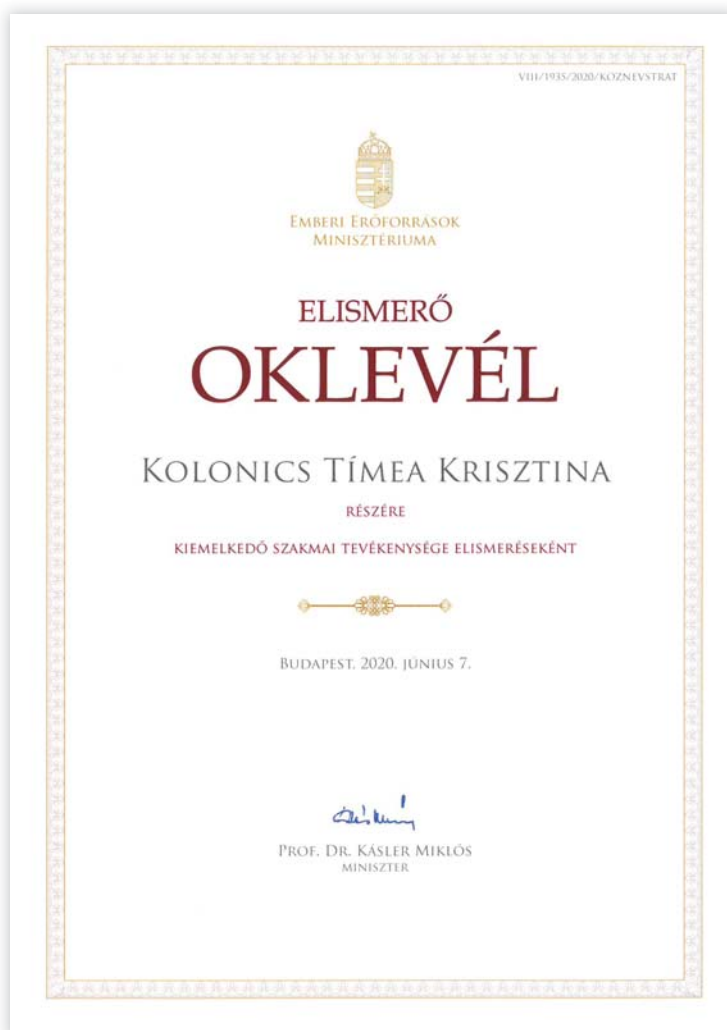 VIII/1935/2020/KOZNEVSTRAT
EMBERI ERŐFORRÁSOK
MINISZTÉRIUMA
ELISMERŐ
OKLEVÉL
KOLONICS TÍMEA KRISZTINA
RÉSZÉRE
KIEMELKEDŐ SZAKMAI TEVÉKENYSÉGE ELISMERÉSEKÉNT
BUDAPEST, 2020. JÚNIUS 7.
PROF. DR. KÁSLER MIKLÓS
MINISZTER